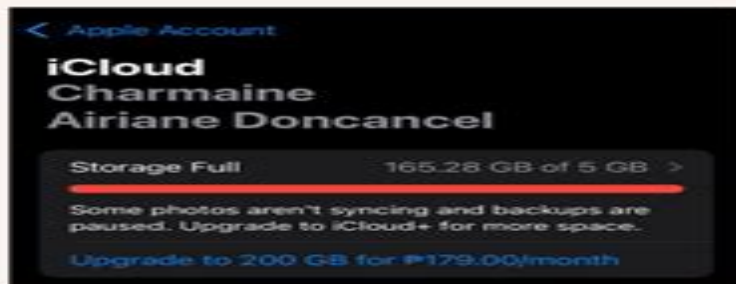 Apple Account
iCloud
Charmaine
Airiane Doncancel
Storage Full 165.28 GB of 5 GB
Some photos aren't syncing and backups are
paused. Upgrade to iCloud+ for more space.
Upgrade to 200 GB for ₱179.00/month